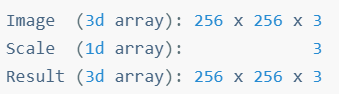 Image  (3d array): 256 x 256 x 3
Scale  (1d array):             3
Result (3d array): 256 x 256 x 3